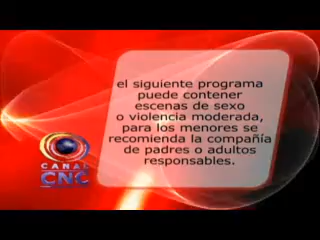 el siguiente programa
puede contener
escenas de sexo
o violencia moderada,
para los menores se
recomienda la compañía
de padres o adultos
responsables.
CANAL
CNC